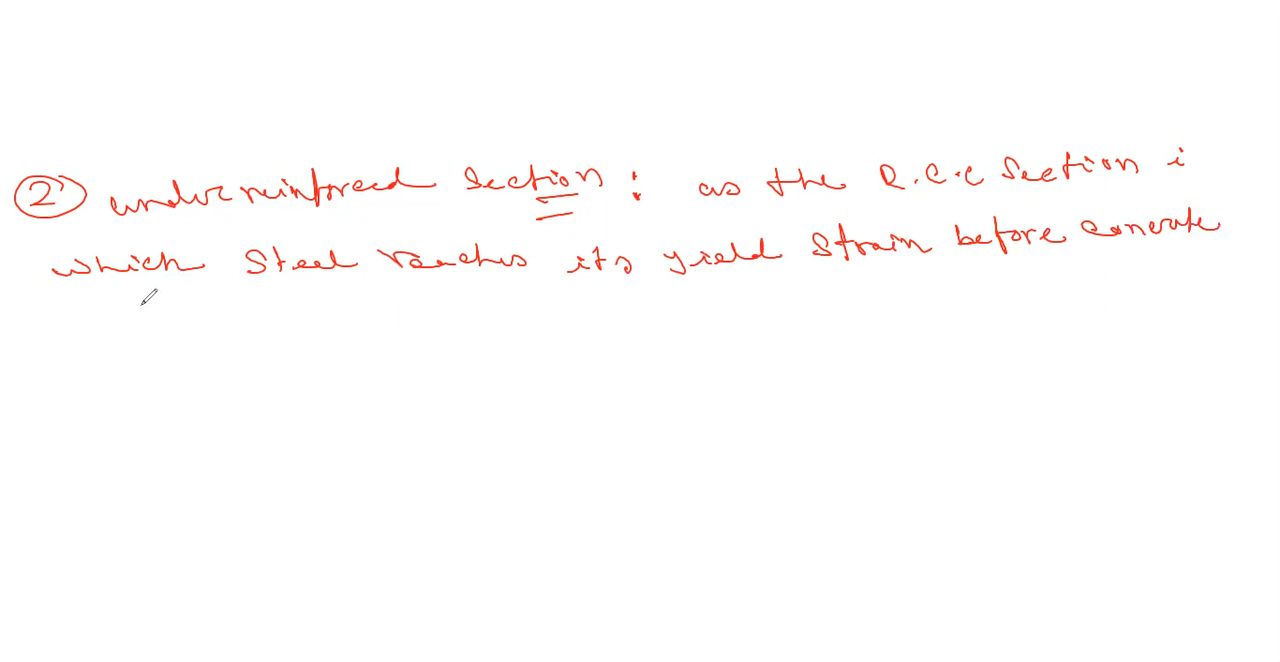 ② underreinforced section : as the R.C.C Section i
which Steel reaches its yield strain before concrete